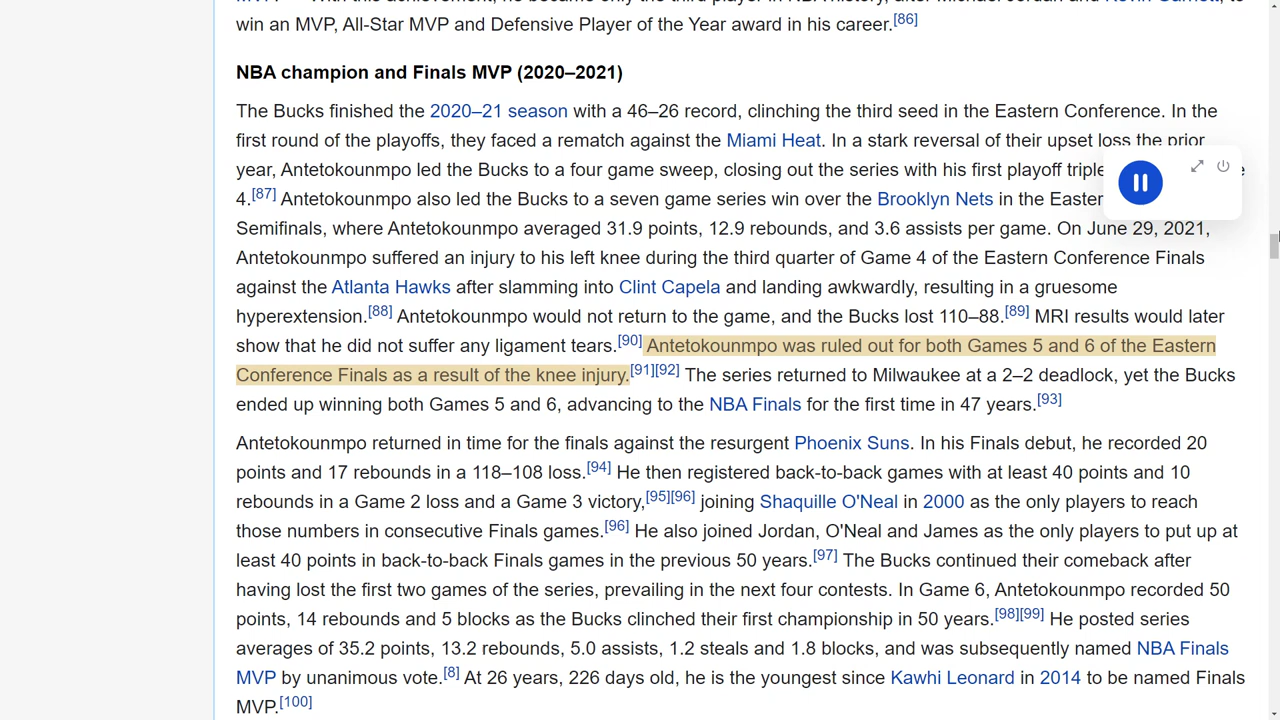 win an MVP, All-Star MVP and Defensive Player of the Year award in his career.[86]
NBA champion and Finals MVP (2020–2021)
The Bucks finished the 2020–21 season with a 46–26 record, clinching the third seed in the Eastern Conference. In the
first round of the playoffs, they faced a rematch against the Miami Heat. In a stark reversal of their upset loss the prior
year, Antetokounmpo led the Bucks to a four game sweep, closing out the series with his first playoff triple
4.[87] Antetokounmpo also led the Bucks to a seven game series win over the Brooklyn Nets in the Easter
Semifinals, where Antetokounmpo averaged 31.9 points, 12.9 rebounds, and 3.6 assists per game. On June 29, 2021,
Antetokounmpo suffered an injury to his left knee during the third quarter of Game 4 of the Eastern Conference Finals
against the Atlanta Hawks after slamming into Clint Capela and landing awkwardly, resulting in a gruesome
hyperextension.[88] Antetokounmpo would not return to the game, and the Bucks lost 110–88.[89] MRI results would later
show that he did not suffer any ligament tears.[90] Antetokounmpo was ruled out for both Games 5 and 6 of the Eastern
Conference Finals as a result of the knee injury.[91][92] The series returned to Milwaukee at a 2–2 deadlock, yet the Bucks
ended up winning both Games 5 and 6, advancing to the NBA Finals for the first time in 47 years.[93]
Antetokounmpo returned in time for the finals against the resurgent Phoenix Suns. In his Finals debut, he recorded 20
points and 17 rebounds in a 118–108 loss.[94] He then registered back-to-back games with at least 40 points and 10
rebounds in a Game 2 loss and a Game 3 victory,[95][96] joining Shaquille O'Neal in 2000 as the only players to reach
those numbers in consecutive Finals games.[96] He also joined Jordan, O'Neal and James as the only players to put up at
least 40 points in back-to-back Finals games in the previous 50 years.[97] The Bucks continued their comeback after
having lost the first two games of the series, prevailing in the next four contests. In Game 6, Antetokounmpo recorded 50
points, 14 rebounds and 5 blocks as the Bucks clinched their first championship in 50 years.[98][99] He posted series
averages of 35.2 points, 13.2 rebounds, 5.0 assists, 1.2 steals and 1.8 blocks, and was subsequently named NBA Finals
MVP by unanimous vote.[8] At 26 years, 226 days old, he is the youngest since Kawhi Leonard in 2014 to be named Finals
MVP.[100]